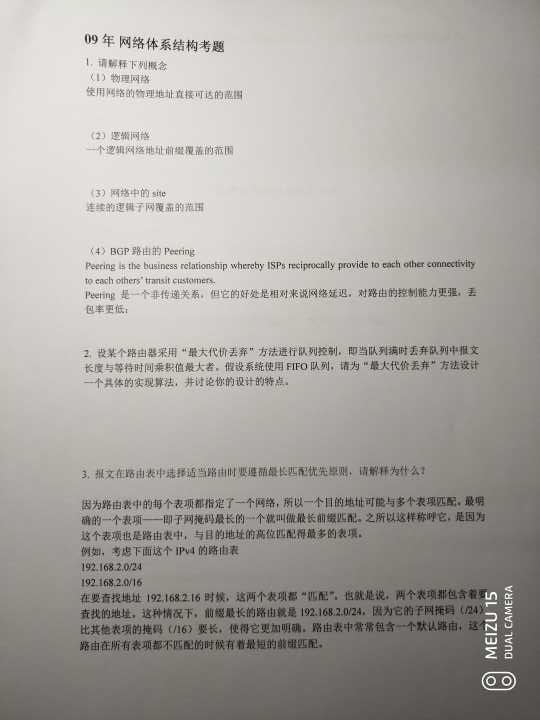 09 年 网络体系结构考题
1. 请解释下列概念
（1）物理网络
使用网络的物理地址直接可达的范围
（2）逻辑网络
一个逻辑网络地址前缀覆盖的范围
（3）网络中的 site
连续的逻辑子网覆盖的范围
（4）BGP 路由的 Peering
Peering is the business relationship whereby ISPs reciprocally provide to each other connectivity
to each others' transit customers.
Peering 是一个非传递关系，但它的好处是相对来说网络延迟，对路由的控制能力更强，丢
包率更低；
2. 设某个路由器采用“最大代价丢弃”方法进行队列控制，即当队列满时丢弃队列中报文
长度与等待时间乘积值最大者。假设系统使用 FIFO 队列，请为“最大代价丢弃”方法设计
一个具体的实现算法，并讨论你的设计的特点。
3. 报文在路由表中选择适当路由时要遵循最长匹配优先原则、请解释为什么？
因为路由表中的每个表项都指定了一个网络，所以一个目的地址可能与多个表项匹配。最明
确的一个表项——即子网掩码最长的一个就叫做最长前缀匹配。之所以这样称呼它，是因为
这个表项也是路由表中，与目的地址的高位匹配得最多的表项。
例如，考虑下面这个 IPv4 的路由表
192.168.2.0/24
192.168.2.0/16
在要查找地址 192.168.2.16 时候，这两个表项都“匹配”。也就是说，两个表项都包含着要
查找的地址。这种情况下，前缀最长的路由就是 192.168.2.0/24，因为它的子网掩码（/24）
比其他表项的掩码（/16）要长，使得它更加明确。路由表中常常包含一个默认路由，这个
路由在所有表项都不匹配的时候有着最短的前缀匹配。
MEIZU 15
DUAL CAMERA